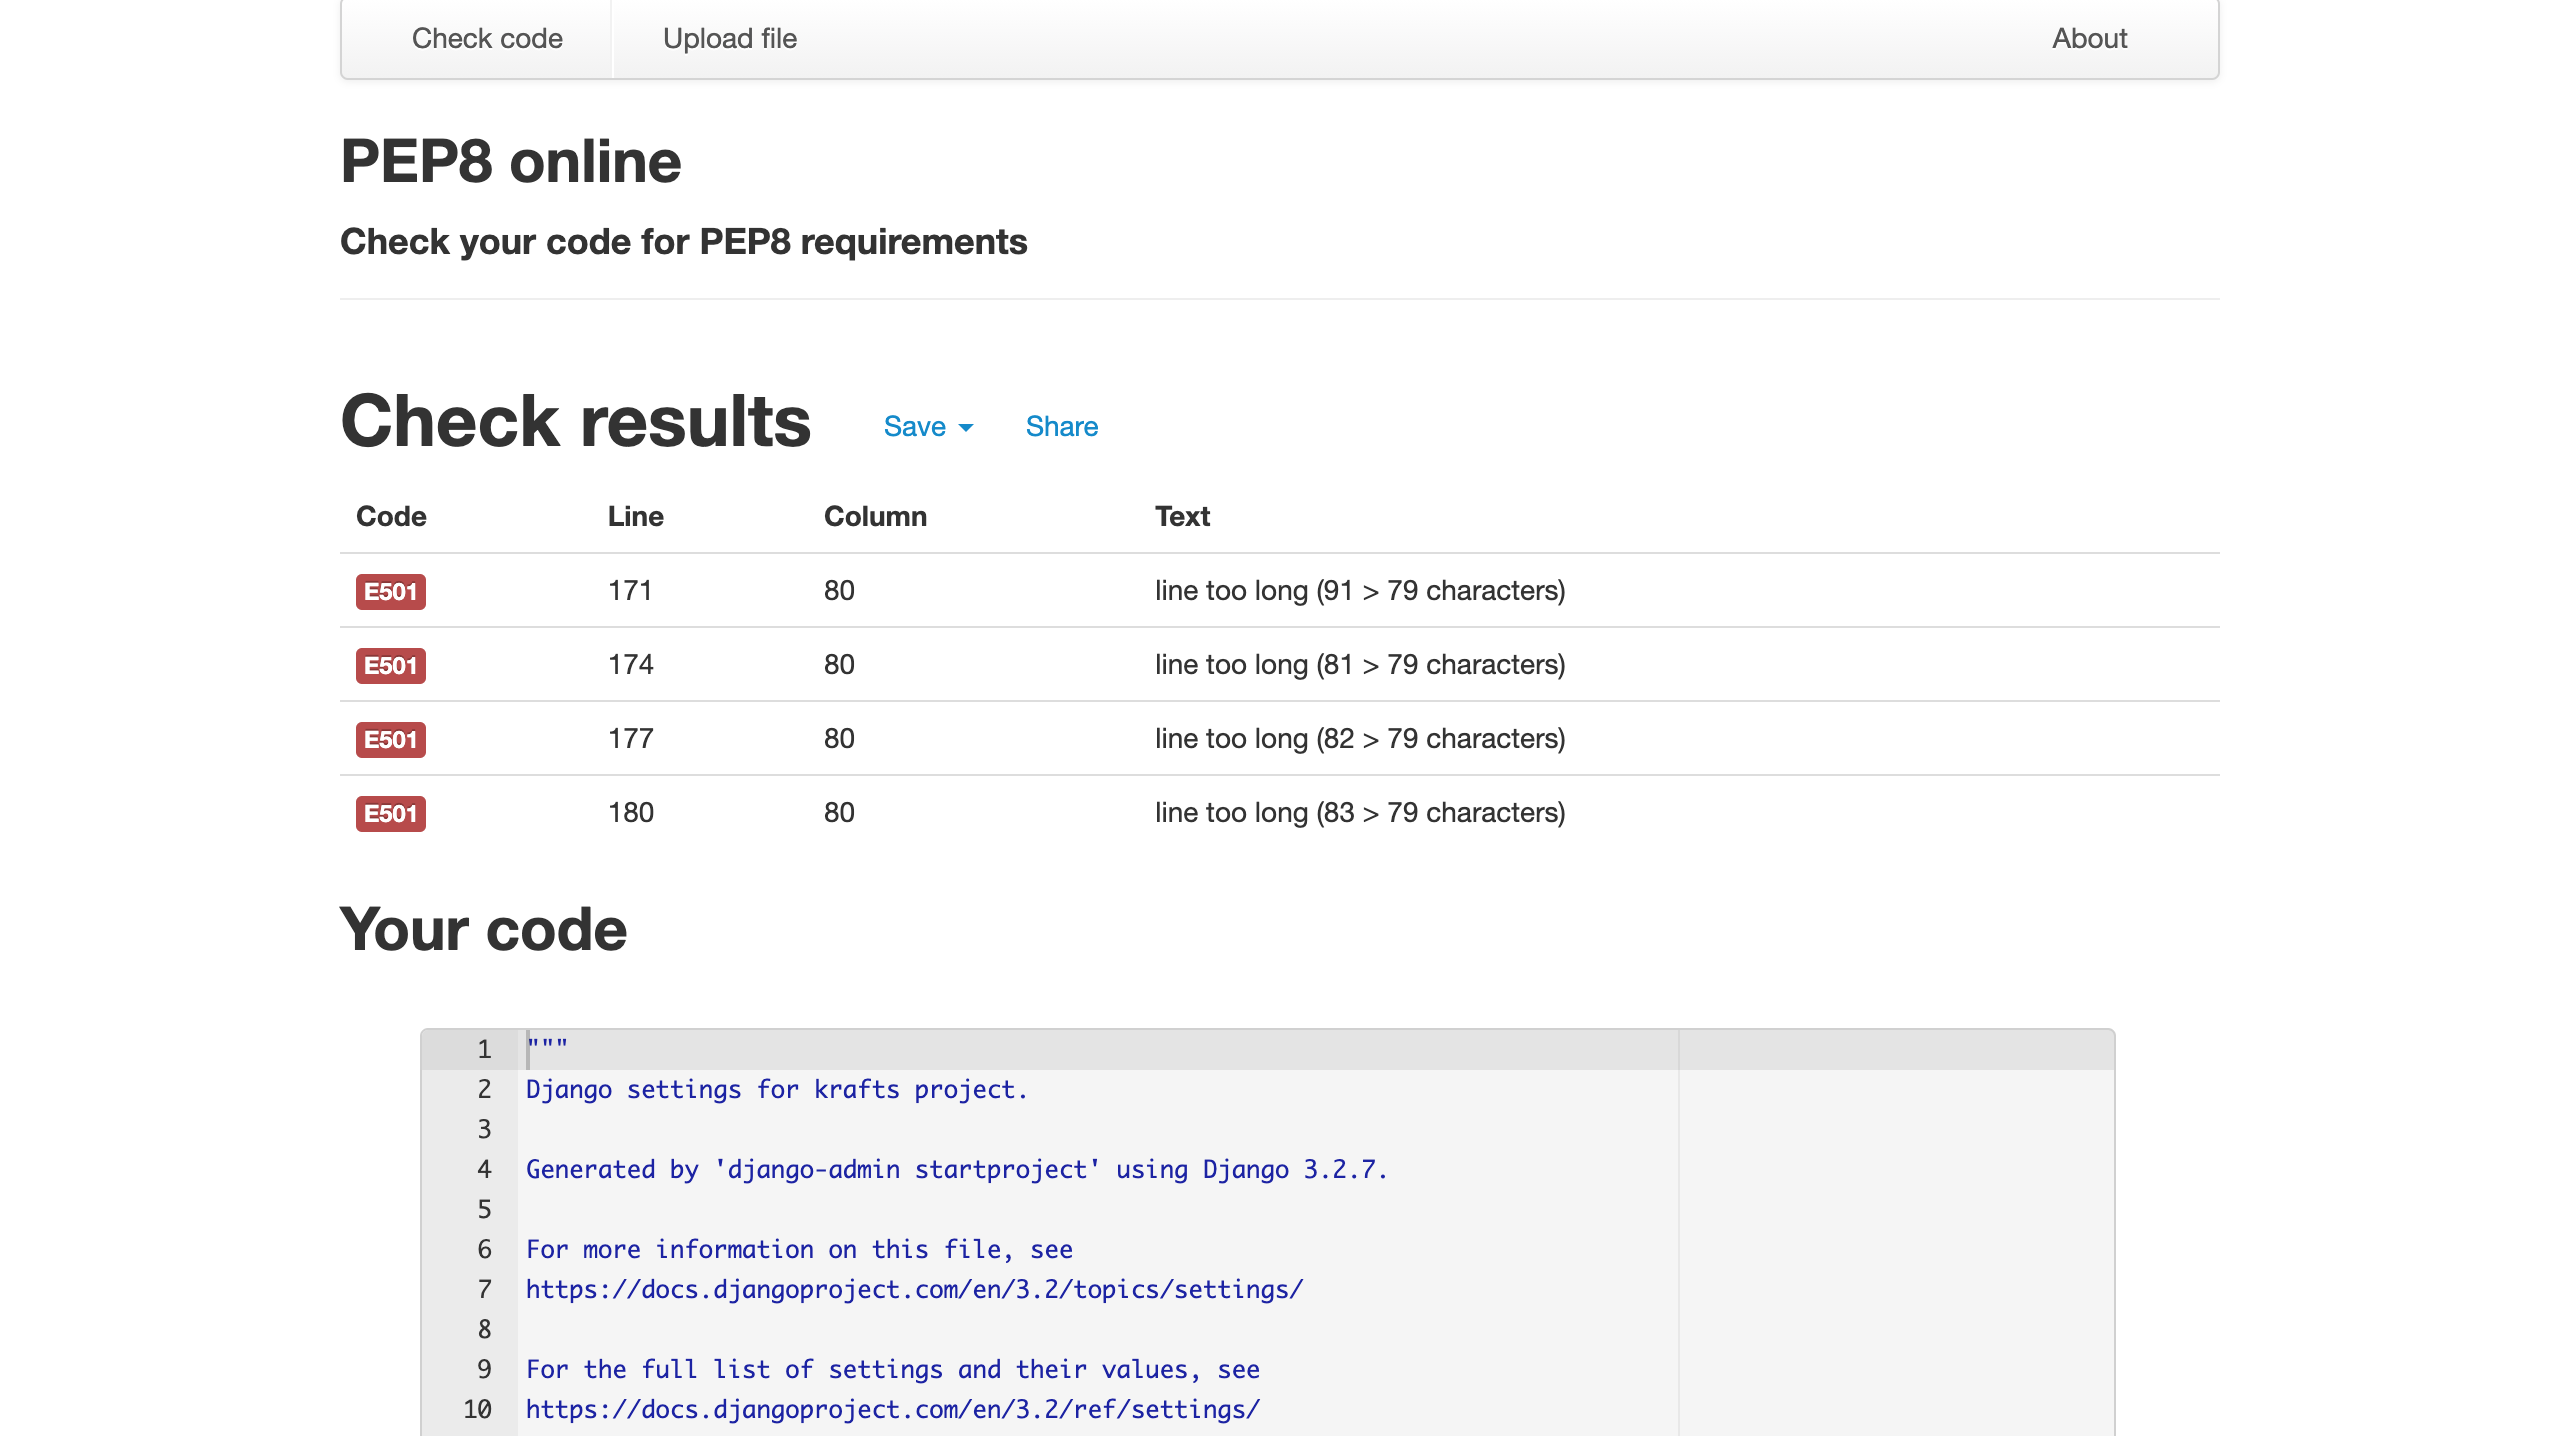 Check code Upload file About
PEP8 online
Check your code for PEP8 requirements
Check results Save Share
Code Line Column Text
E501 171 80 line too long (91 > 79 characters)
E501 174 80 line too long (81 > 79 characters)
E501 177 80 line too long (82 > 79 characters)
E501 180 80 line too long (83 > 79 characters)
Your code
1 """
2 Django settings for krafts project.
3
4 Generated by 'django-admin startproject' using Django 3.2.7.
5
6 For more information on this file, see
7 https://docs.djangoproject.com/en/3.2/topics/settings/
8
9 For the full list of settings and their values, see
10 https://docs.djangoproject.com/en/3.2/ref/settings/